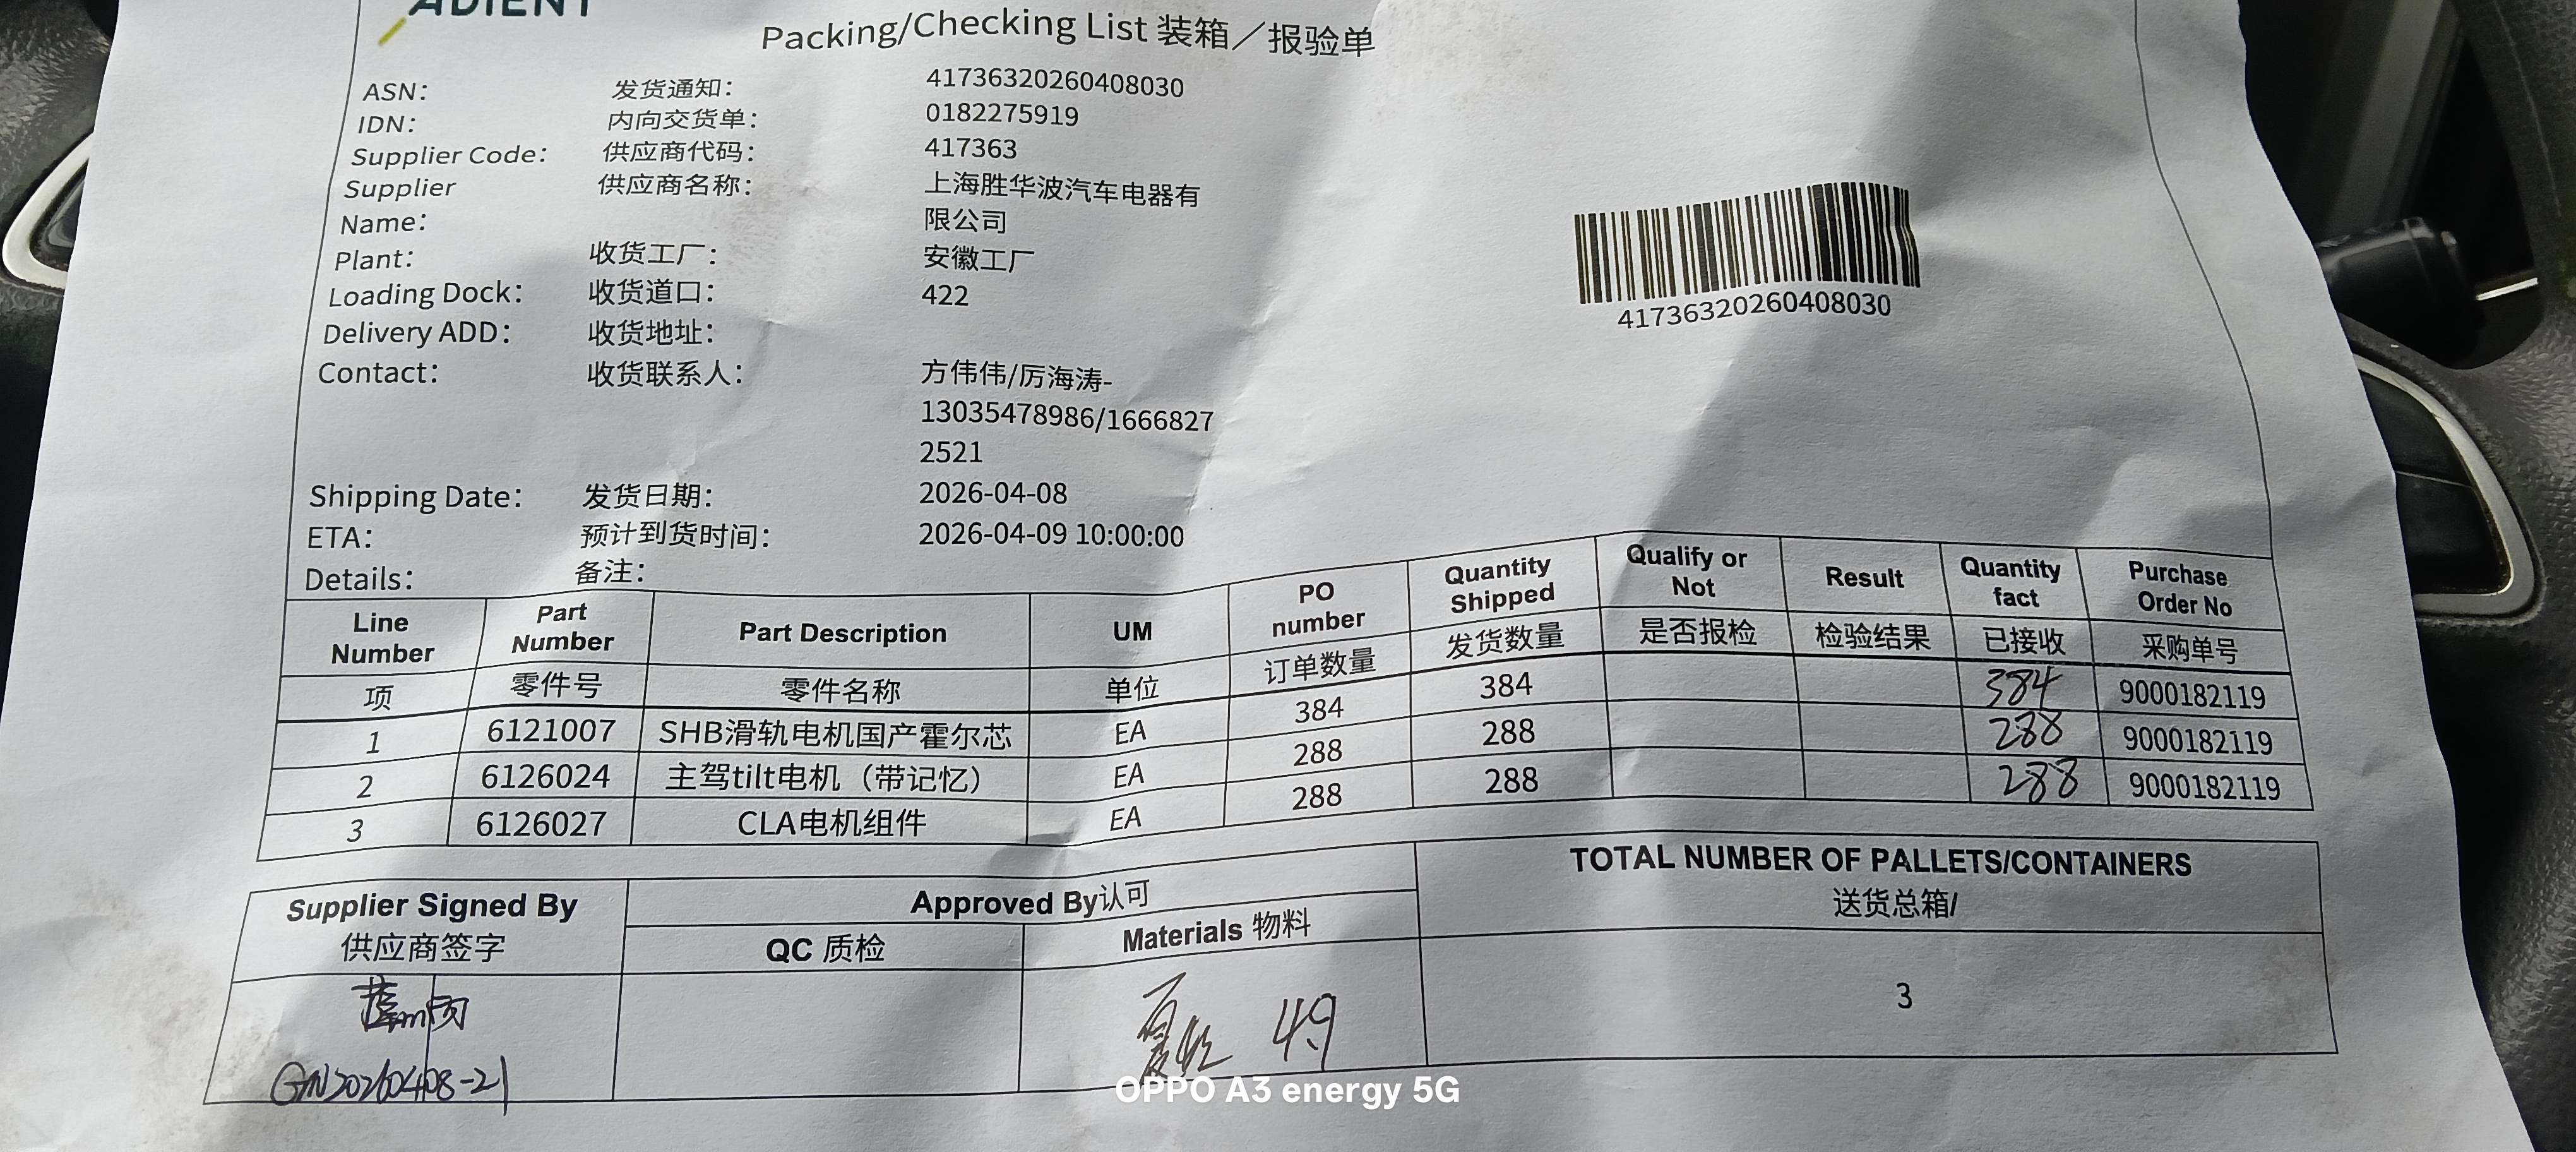 ADIENT
Packing/Checking List 装箱/报验单
ASN: 发货通知: 41736320260408030
IDN: 内向交货单: 0182275919
Supplier Code: 供应商代码: 417363
Supplier 供应商名称: 上海胜华波汽车电器有
Name: 限公司
Plant: 收货工厂: 安徽工厂
Loading Dock: 收货道口: 422
41736320260408030
Delivery ADD: 收货地址:
Contact: 收货联系人: 方伟伟/厉海涛-
13035478986/1666827
2521
Shipping Date: 发货日期: 2026-04-08
ETA: 预计到货时间: 2026-04-09 10:00:00
Details: 备注:
Line Number Part Number Part Description UM PO number Quantity Shipped Qualify or Not Result Quantity fact Purchase Order No
项 零件号 零件名称 单位 订单数量 发货数量 是否报检 检验结果 已接收 采购单号
1 6121007 SHB滑轨电机国产霍尔芯 EA 384 384 384 9000182119
2 6126024 主驾tilt电机（带记忆） EA 288 288 288 9000182119
3 6126027 CLA电机组件 EA 288 288 288 9000182119
Supplier Signed By Approved By认可 TOTAL NUMBER OF PALLETS/CONTAINERS
供应商签字 QC 质检 Materials 物料 送货总箱/
4.9 3
GN20260408-21
OPPO A3 energy 5G